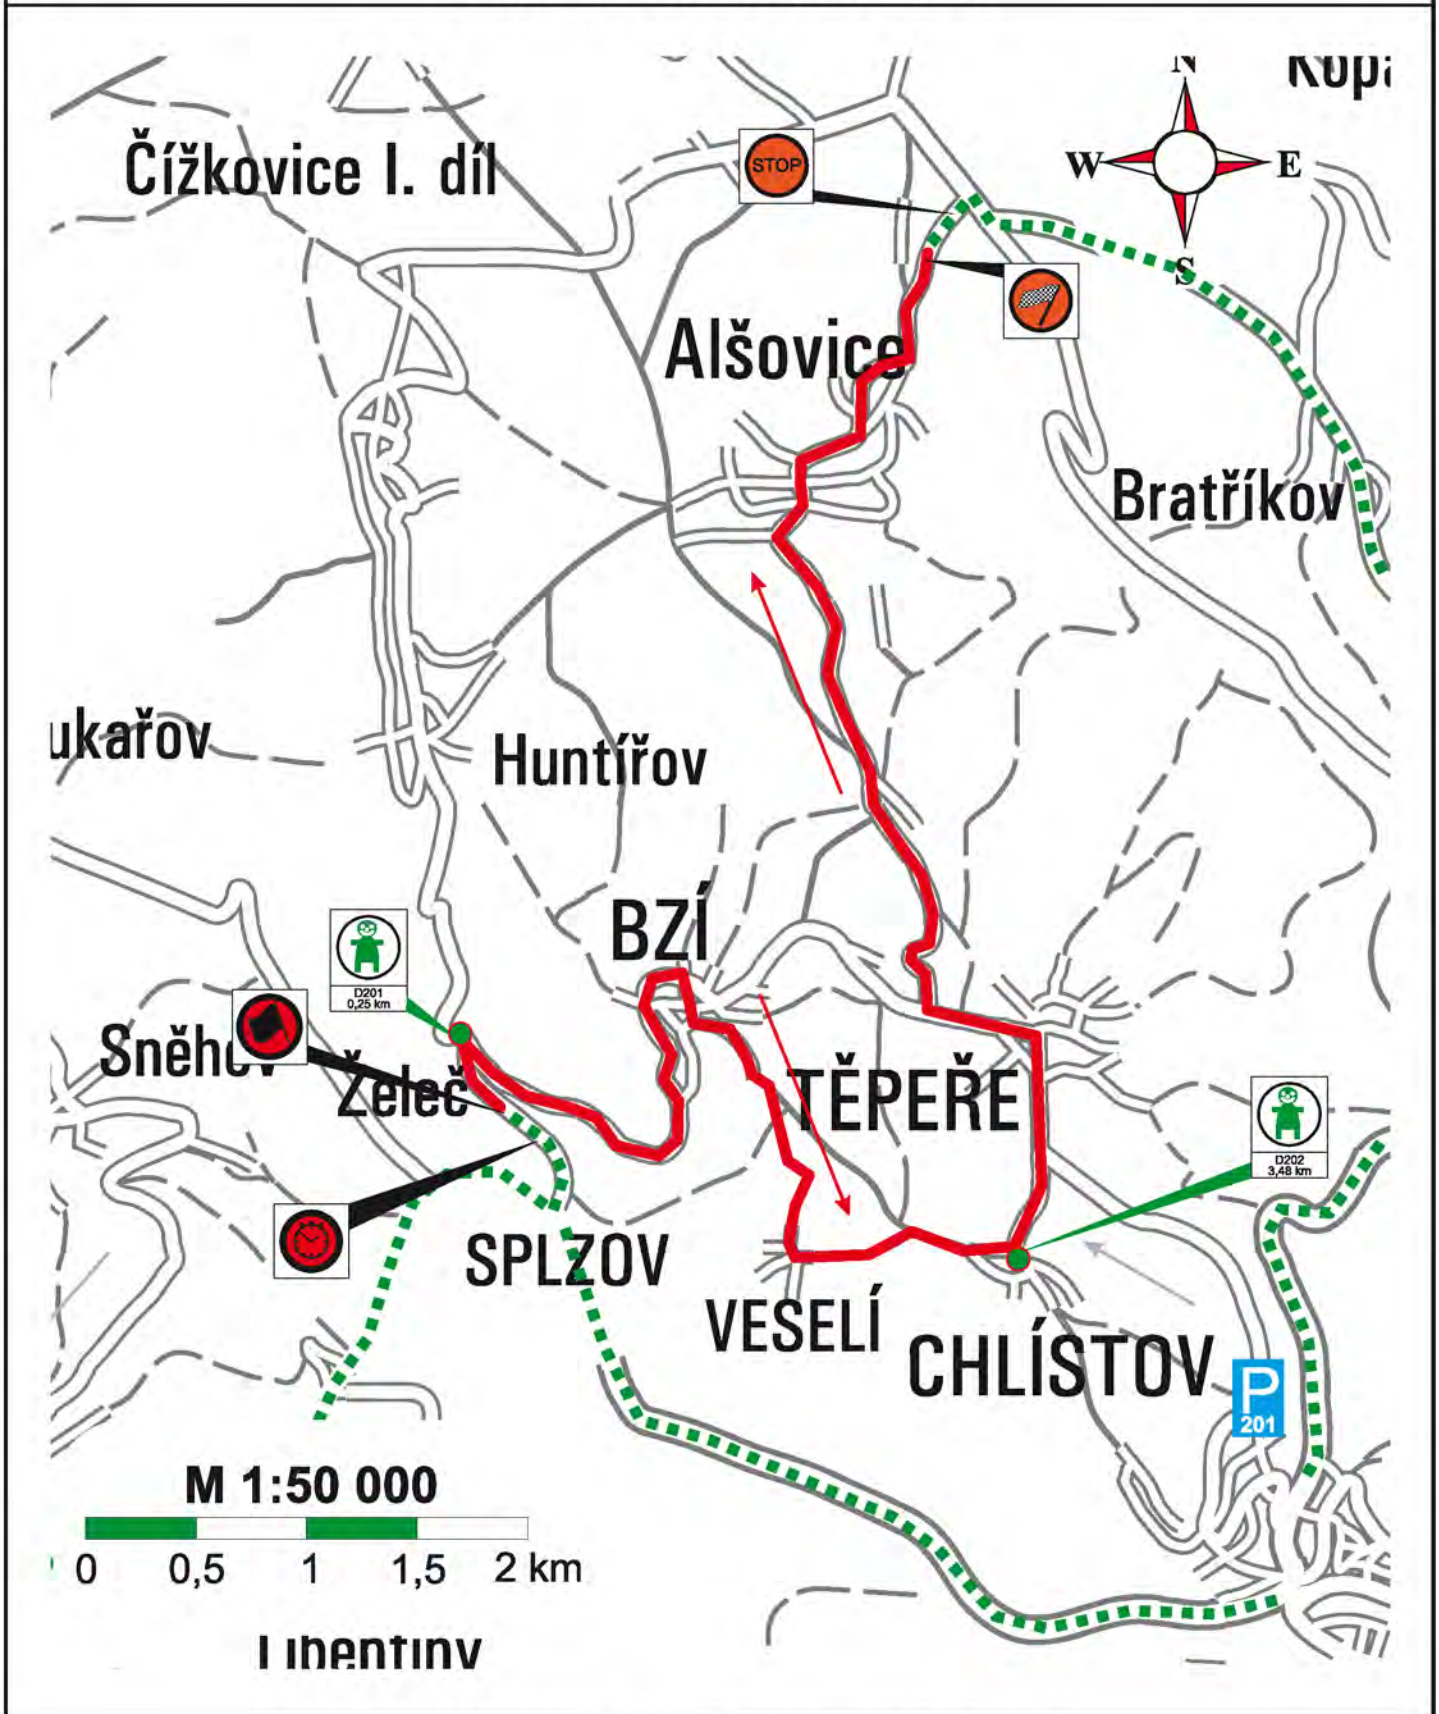 N
W
E
S
STOP
Čížkovice I. díl
Alšovice
Bratříkov
Huntířov
BZÍ
D201
0,25 km
Želeč
TĚPEŘE
D202
3,48 km
SPLZOV
VESELÍ
CHLÍSTOV
P
201
M 1:50 000
0 0,5 1 1,5 2 km